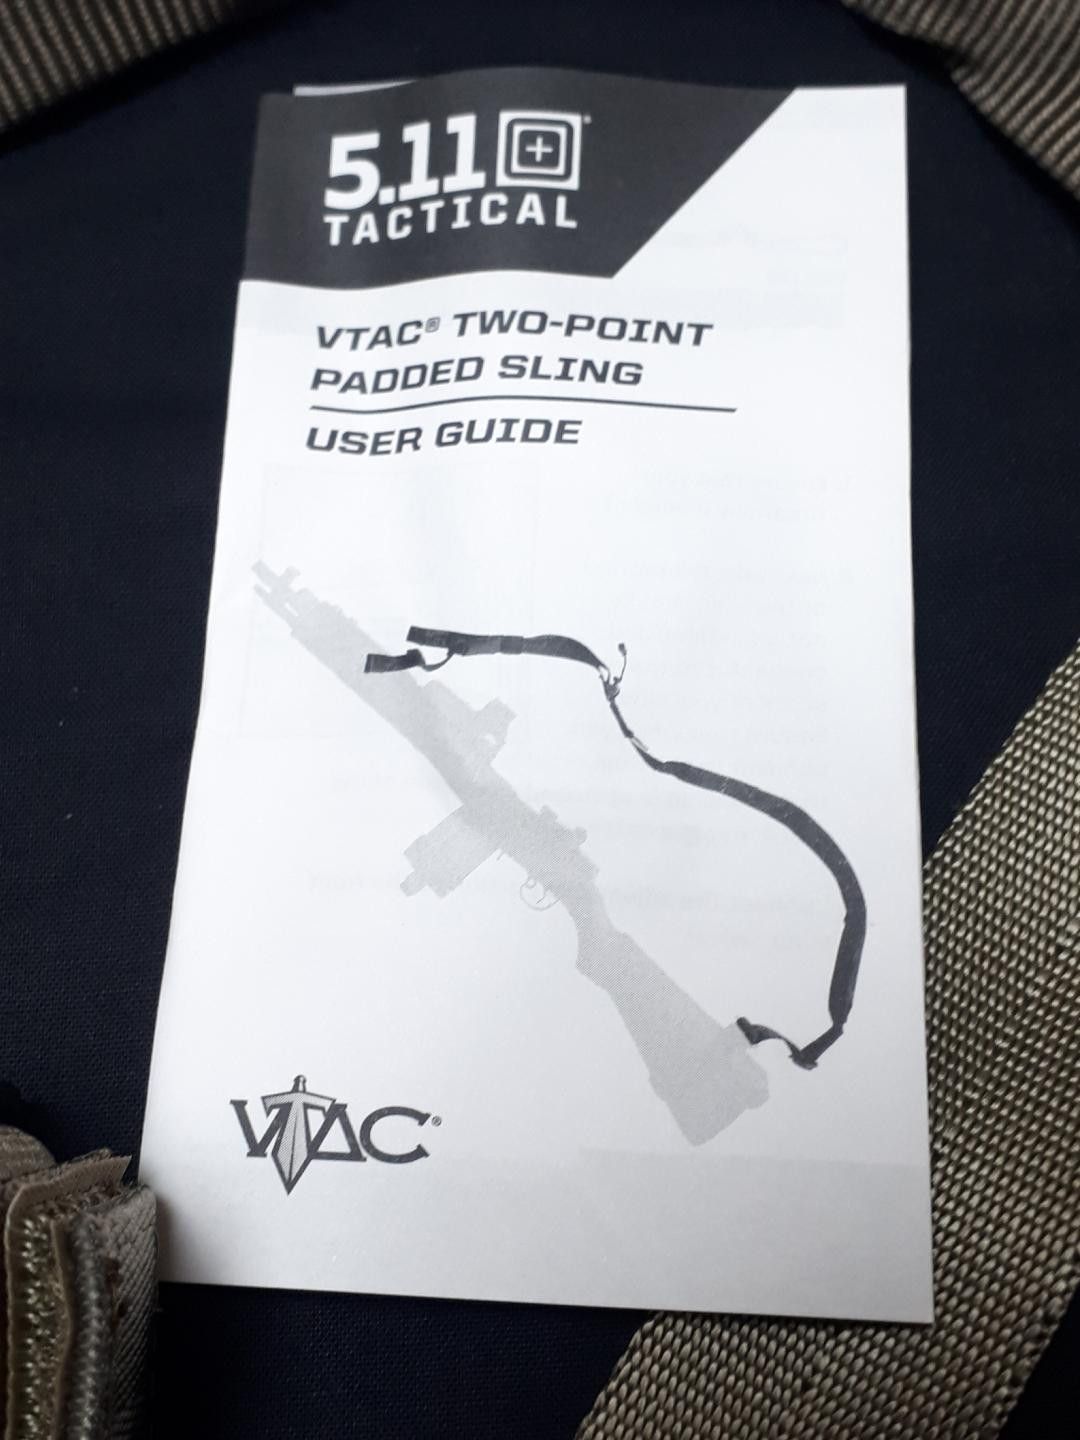 5.11
TACTICAL
VTAC® TWO-POINT
PADDED SLING
USER GUIDE
VTAC®